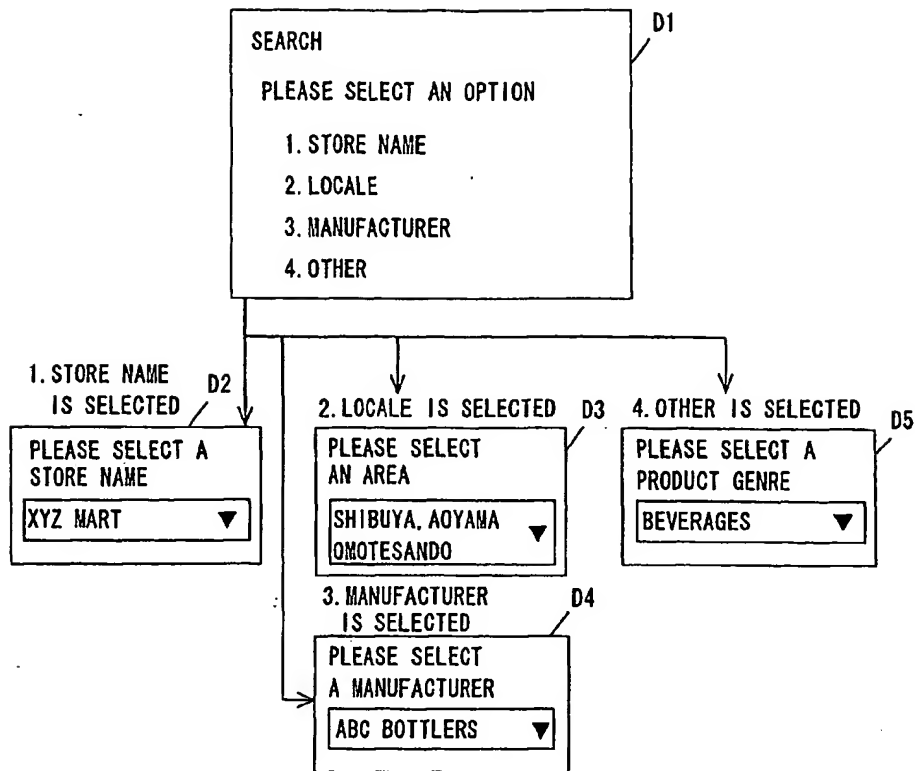 D1
SEARCH
PLEASE SELECT AN OPTION
1. STORE NAME
2. LOCALE
3. MANUFACTURER
4. OTHER
1. STORE NAME
IS SELECTED
D2
PLEASE SELECT A
STORE NAME
XYZ MART ▼
2. LOCALE IS SELECTED
D3
PLEASE SELECT
AN AREA
SHIBUYA, AOYAMA
OMOTESANDO ▼
4. OTHER IS SELECTED
D5
PLEASE SELECT A
PRODUCT GENRE
BEVERAGES ▼
3. MANUFACTURER
IS SELECTED
D4
PLEASE SELECT
A MANUFACTURER
ABC BOTTLERS ▼